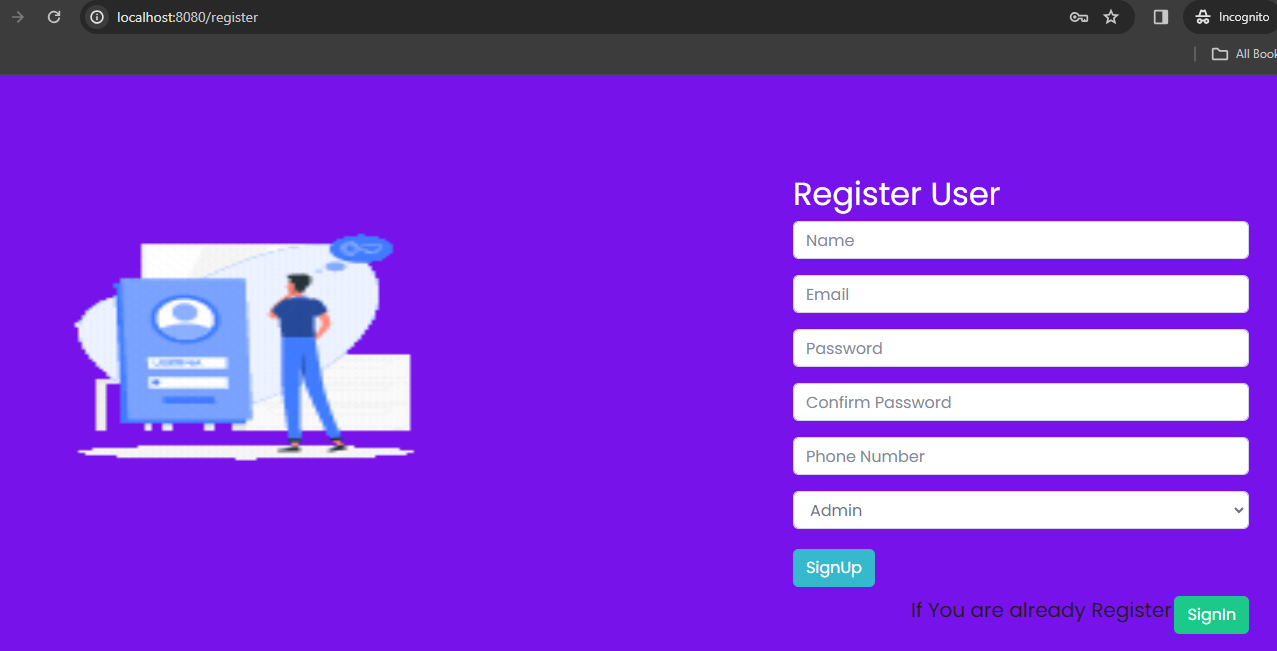 localhost:8080/register
Incognito
All Book
Register User
Name
Email
Password
Confirm Password
Phone Number
Admin
SignUp
If You are already Register SignIn